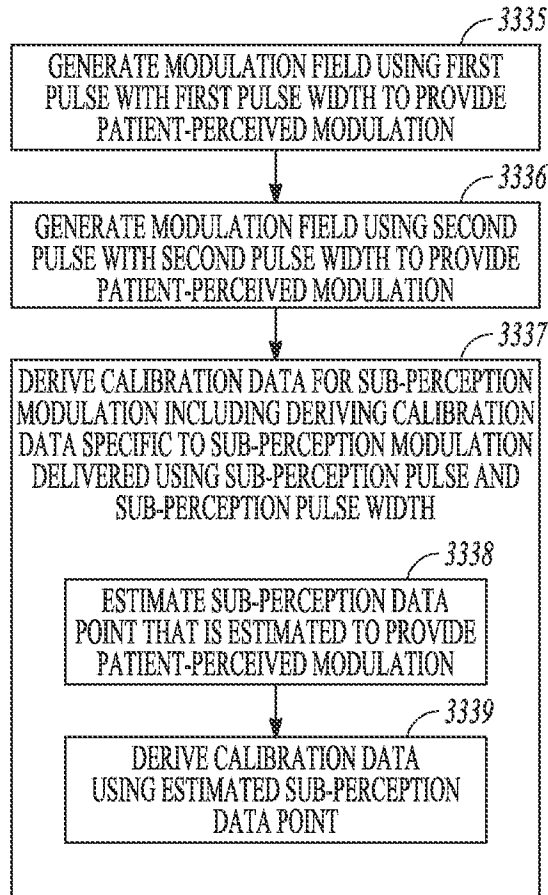 3335
GENERATE MODULATION FIELD USING FIRST
PULSE WITH FIRST PULSE WIDTH TO PROVIDE
PATIENT-PERCEIVED MODULATION
3336
GENERATE MODULATION FIELD USING SECOND
PULSE WITH SECOND PULSE WIDTH TO PROVIDE
PATIENT-PERCEIVED MODULATION
3337
DERIVE CALIBRATION DATA FOR SUB-PERCEPTION
MODULATION INCLUDING DERIVING CALIBRATION
DATA SPECIFIC TO SUB-PERCEPTION MODULATION
DELIVERED USING SUB-PERCEPTION PULSE AND
SUB-PERCEPTION PULSE WIDTH
3338
ESTIMATE SUB-PERCEPTION DATA
POINT THAT IS ESTIMATED TO PROVIDE
PATIENT-PERCEIVED MODULATION
3339
DERIVE CALIBRATION DATA
USING ESTIMATED SUB-PERCEPTION
DATA POINT